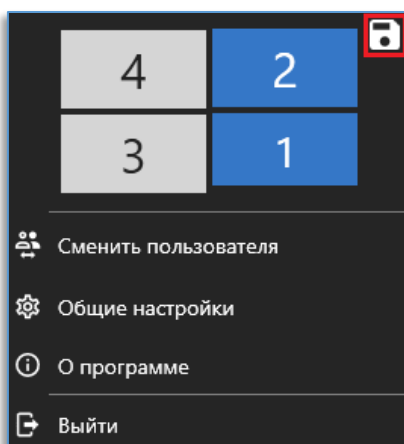 4 2
3 1
Сменить пользователя
Общие настройки
О программе
Выйти